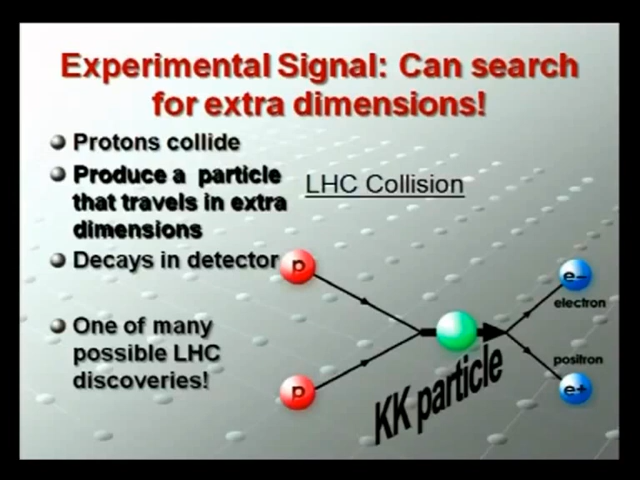 Experimental Signal: Can search
for extra dimensions!
Protons collide
Produce a particle
that travels in extra
dimensions
LHC Collision
Decays in detector
One of many
possible LHC
discoveries!
p
p
e–
electron
positron
e+
KK particle